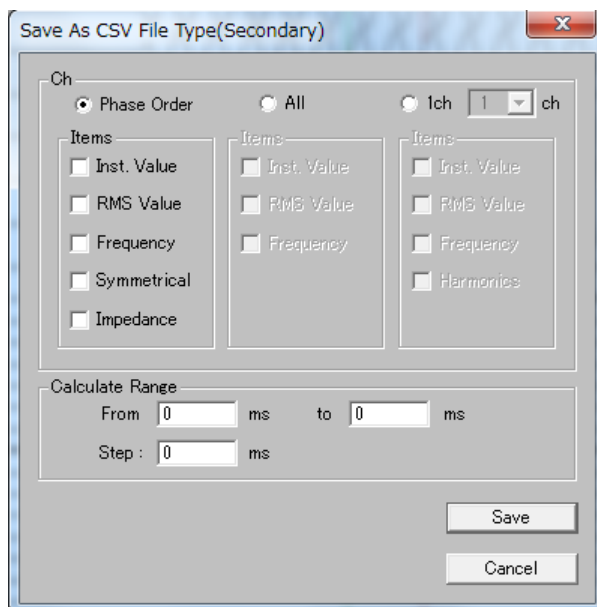 Save As CSV File Type(Secondary)
Ch
Phase Order All 1ch 1 ch
Items Items Items
Inst. Value Inst. Value Inst. Value
RMS Value RMS Value RMS Value
Frequency Frequency Frequency
Symmetrical Harmonics
Impedance
Calculate Range
From 0 ms to 0 ms
Step : 0 ms
Save
Cancel